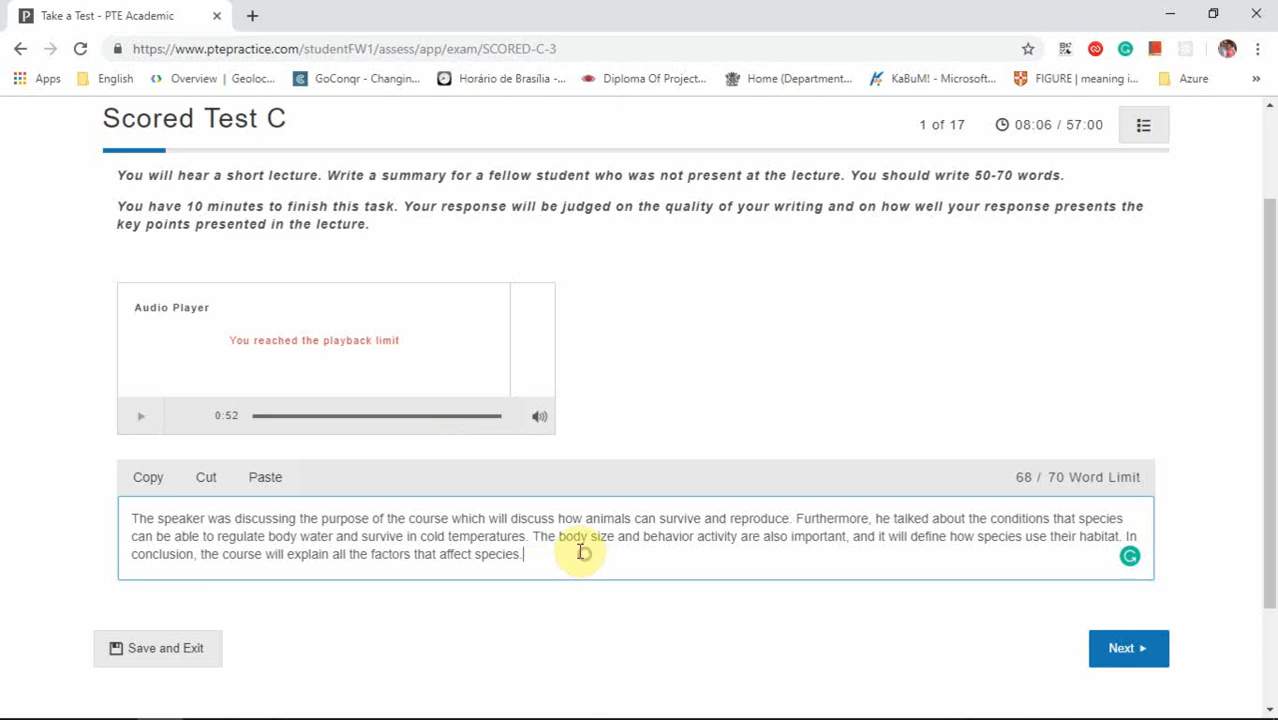 Take a Test - PTE Academic
https://www.ptepractice.com/studentFW1/assess/app/exam/SCORED-C-3
Apps English Overview | Geoloc... GoConqr - Changin... Horário de Brasília -... Diploma Of Project... Home (Department... KaBuM! - Microsoft... FIGURE | meaning i... Azure »
Scored Test C
1 of 17 08:06 / 57:00
You will hear a short lecture. Write a summary for a fellow student who was not present at the lecture. You should write 50-70 words.
You have 10 minutes to finish this task. Your response will be judged on the quality of your writing and on how well your response presents the
key points presented in the lecture.
Audio Player
You reached the playback limit
0:52
Copy Cut Paste 68 / 70 Word Limit
The speaker was discussing the purpose of the course which will discuss how animals can survive and reproduce. Furthermore, he talked about the conditions that species
can be able to regulate body water and survive in cold temperatures. The body size and behavior activity are also important, and it will define how species use their habitat. In
conclusion, the course will explain all the factors that affect species.
Save and Exit Next